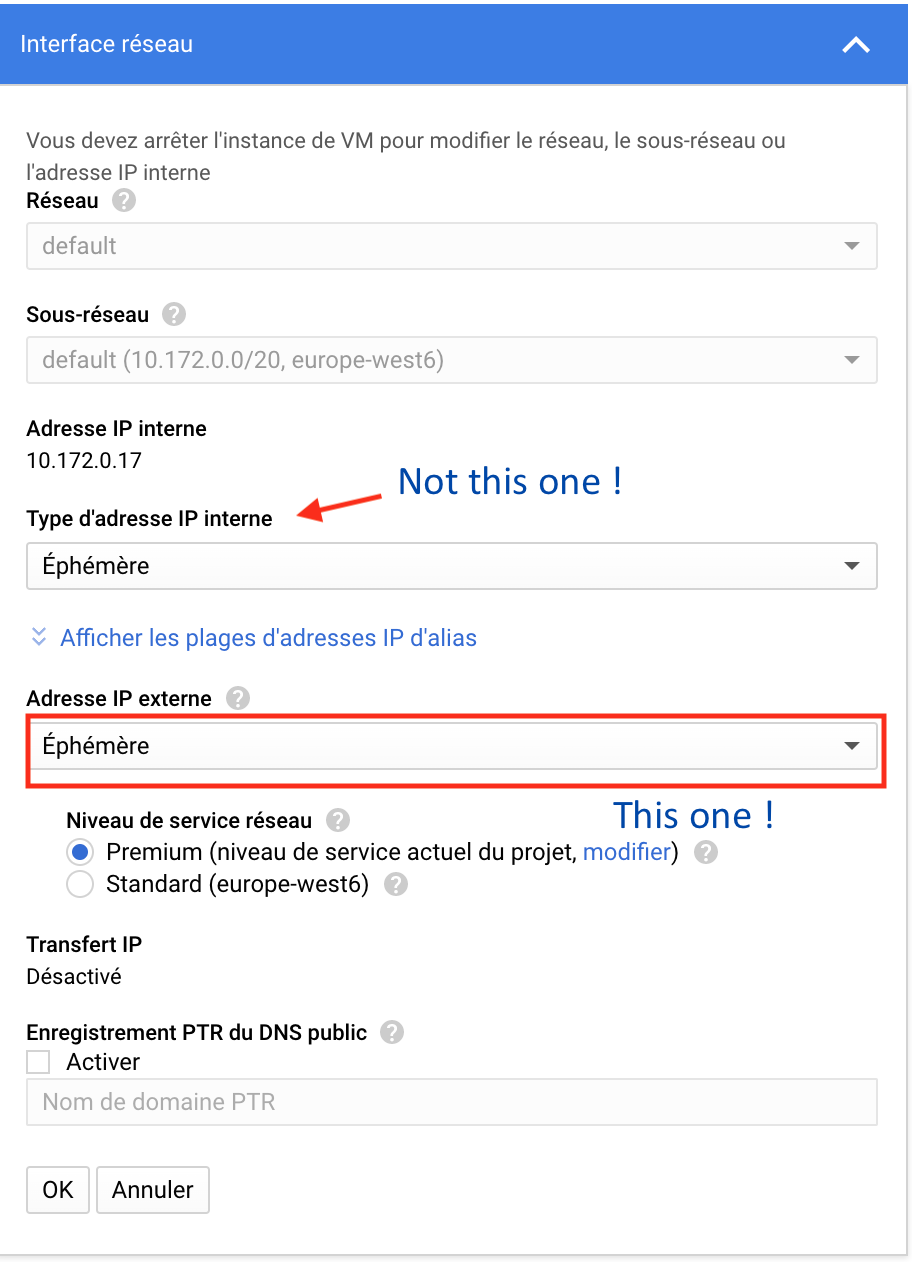 Interface réseau
Vous devez arrêter l'instance de VM pour modifier le réseau, le sous-réseau ou
l'adresse IP interne
Réseau ?
default
Sous-réseau ?
default (10.172.0.0/20, europe-west6)
Adresse IP interne
10.172.0.17
Not this one !
Type d'adresse IP interne
Éphémère
Afficher les plages d'adresses IP d'alias
Adresse IP externe ?
Éphémère
This one !
Niveau de service réseau ?
Premium (niveau de service actuel du projet, modifier) ?
Standard (europe-west6) ?
Transfert IP
Désactivé
Enregistrement PTR du DNS public ?
Activer
Nom de domaine PTR
OK Annuler